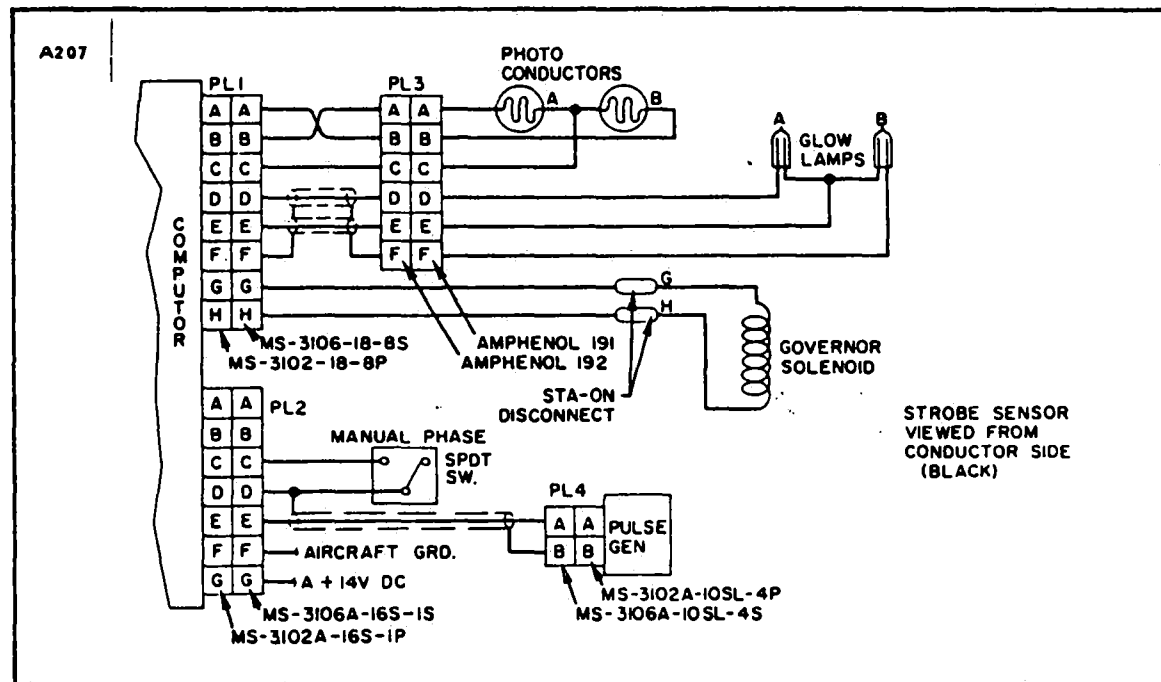 A207
PL1
PL3
PHOTO
CONDUCTORS
A
B
A
B
GLOW
LAMPS
A A
B B
C C
D D
E E
F F
G G
H H
A A
B B
C C
D D
E E
F F
COMPUTOR
G
H
MS-3106-18-8S
MS-3102-18-8P
AMPHENOL 191
AMPHENOL 192
STA-ON
DISCONNECT
GOVERNOR
SOLENOID
STROBE SENSOR
VIEWED FROM
CONDUCTOR SIDE
(BLACK)
PL2
A A
B B
C C
D D
E E
F F
G G
MANUAL PHASE
SPDT
SW.
PL4
A A
B B
PULSE
GEN
AIRCRAFT GRD.
A + 14V DC
MS-3102A-10SL-4P
MS-3106A-10SL-4S
MS-3106A-16S-1S
MS-3102A-16S-1P